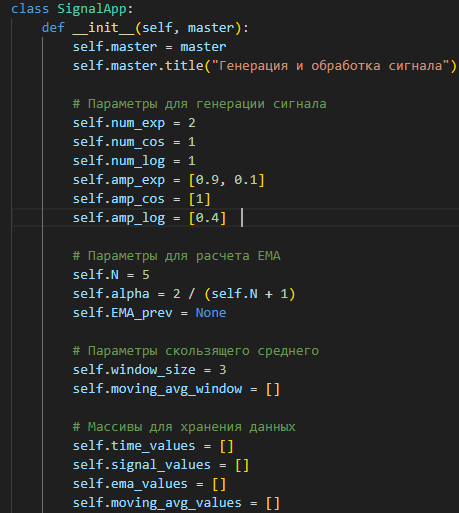 class SignalApp:
    def __init__(self, master):
        self.master = master
        self.master.title("Генерация и обработка сигнала")

        # Параметры для генерации сигнала
        self.num_exp = 2
        self.num_cos = 1
        self.num_log = 1
        self.amp_exp = [0.9, 0.1]
        self.amp_cos = [1]
        self.amp_log = [0.4]

        # Параметры для расчета EMA
        self.N = 5
        self.alpha = 2 / (self.N + 1)
        self.EMA_prev = None

        # Параметры скользящего среднего
        self.window_size = 3
        self.moving_avg_window = []

        # Массивы для хранения данных
        self.time_values = []
        self.signal_values = []
        self.ema_values = []
        self.moving_avg_values = []